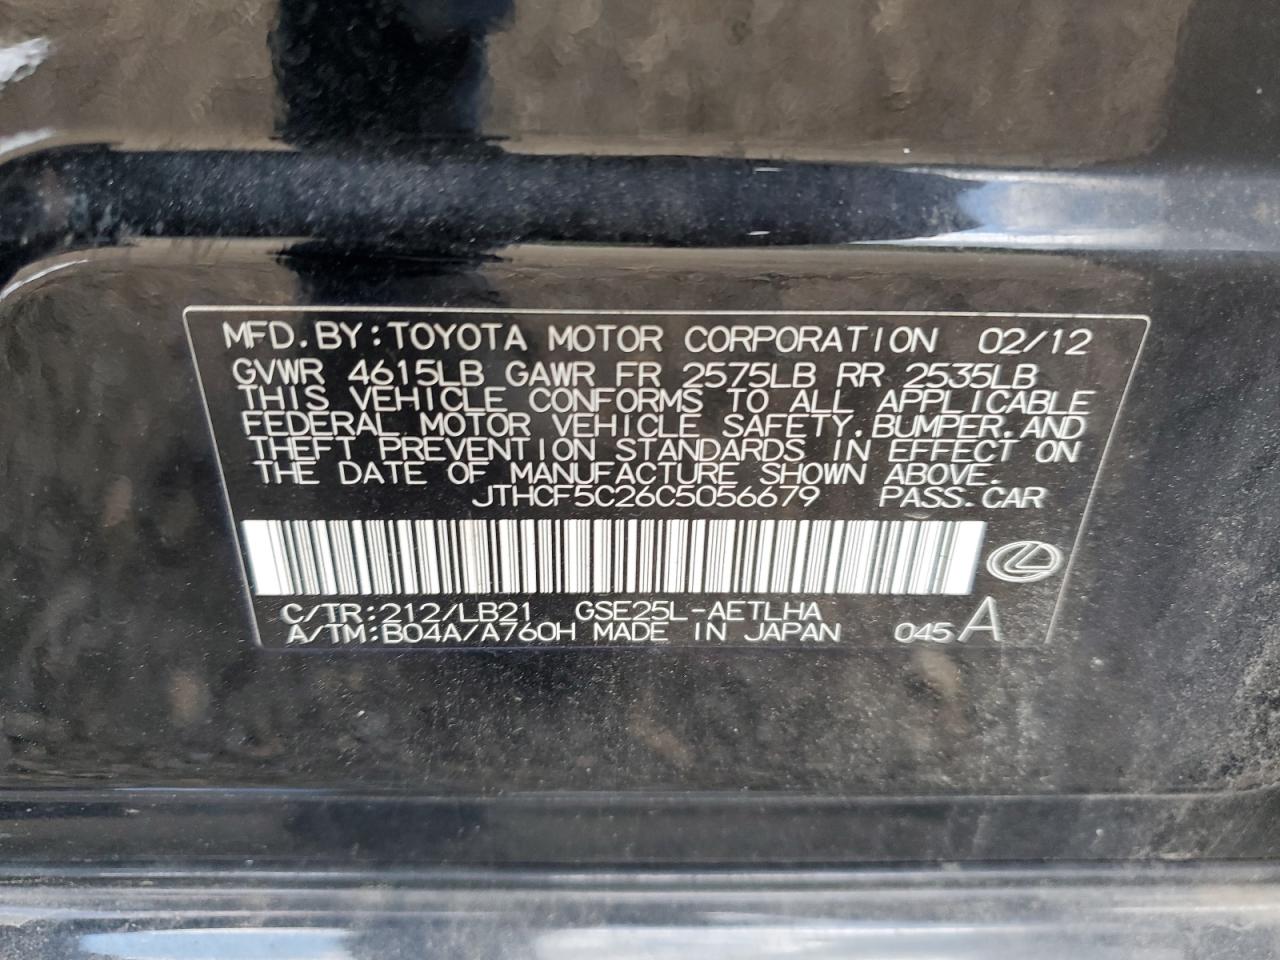 MFD. BY: TOYOTA MOTOR CORPORATION 02/12
GVWR 4615LB GAWR FR 2575LB RR 2535LB
THIS VEHICLE CONFORMS TO ALL APPLICABLE
FEDERAL MOTOR VEHICLE SAFETY, BUMPER, AND
THEFT PREVENTION STANDARDS IN EFFECT ON
THE DATE OF MANUFACTURE SHOWN ABOVE.
JTHCF5C26C5056679 PASS. CAR
C/TR: 212/LB21 GSE25L-AETLHA
A/TM: B04A/A760H MADE IN JAPAN 045 A